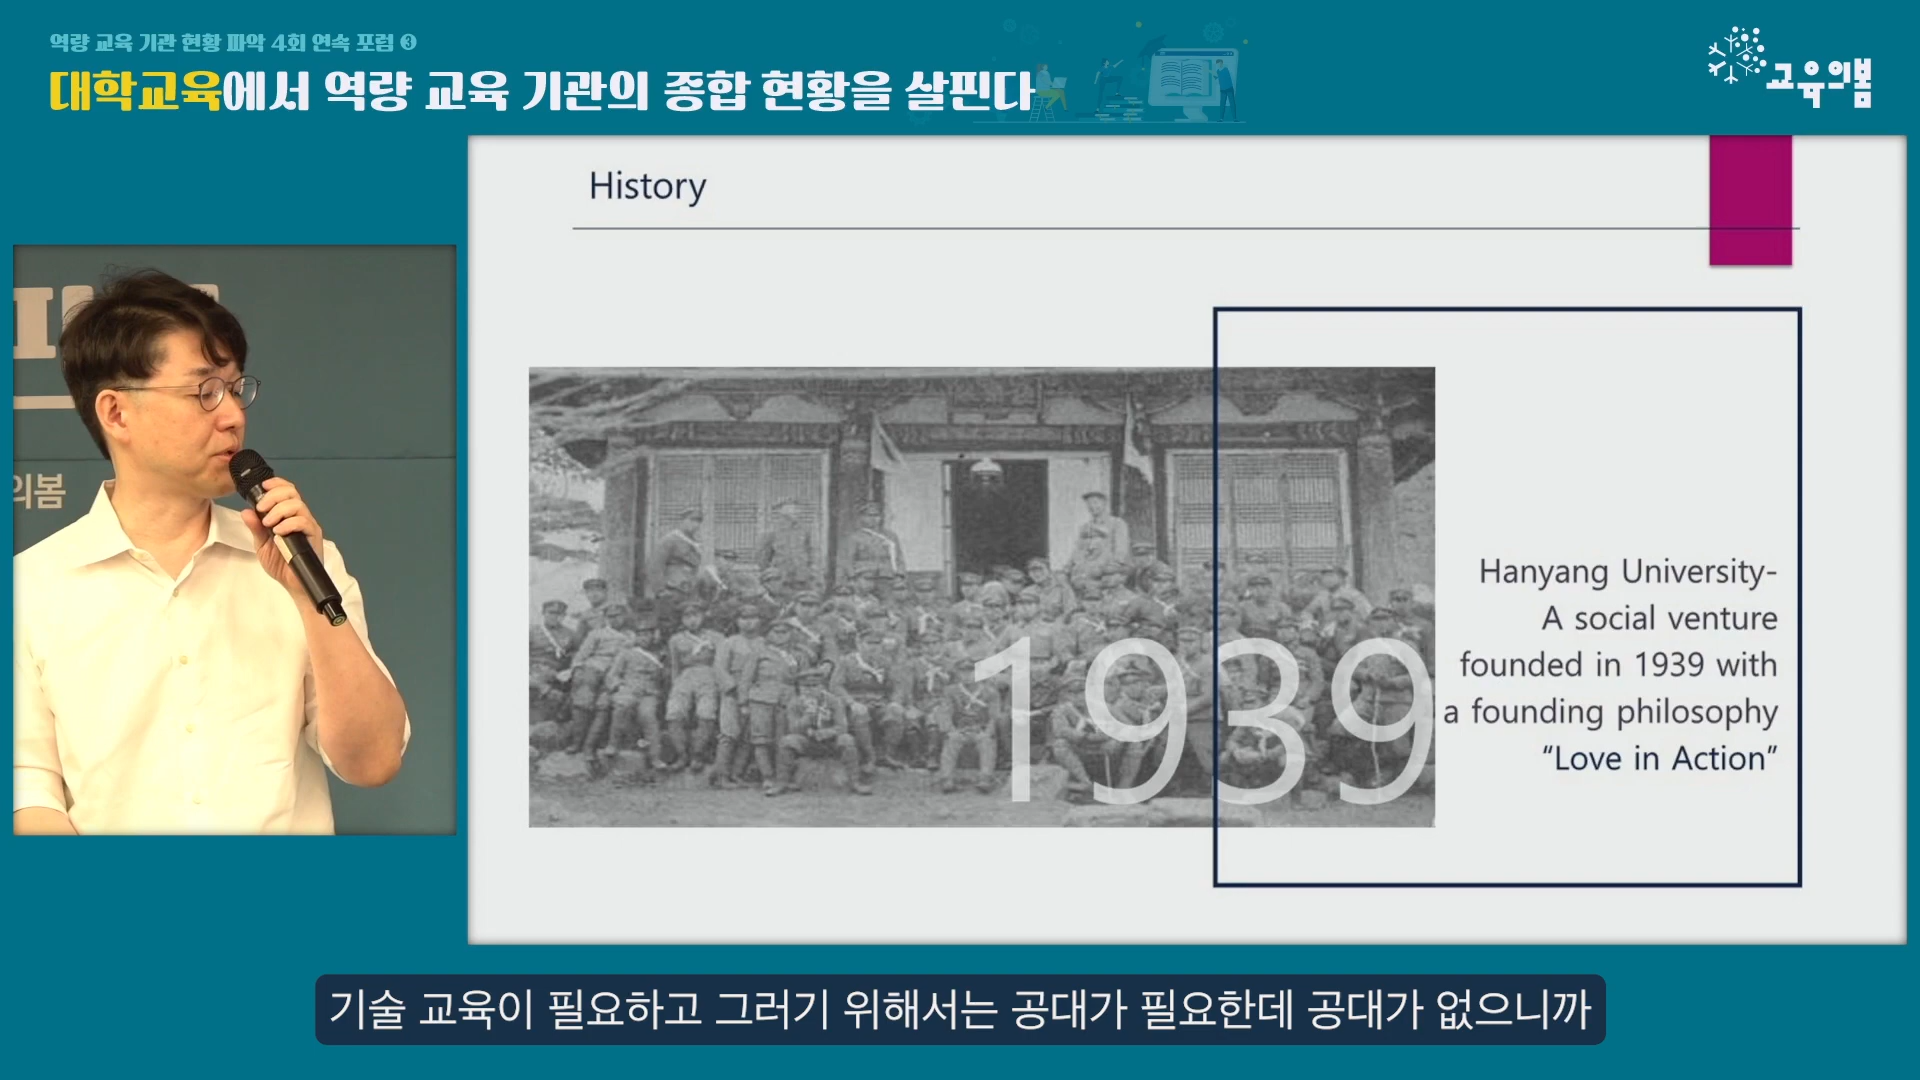 역량 교육 기관 현황 파악 4회 연속 포럼 ❸
대학교육에서 역량 교육 기관의 종합 현황을 살핀다
교육의봄
History
의봄
1939
Hanyang University-
A social venture
founded in 1939 with
a founding philosophy
“Love in Action”
기술 교육이 필요하고 그러기 위해서는 공대가 필요한데 공대가 없으니까